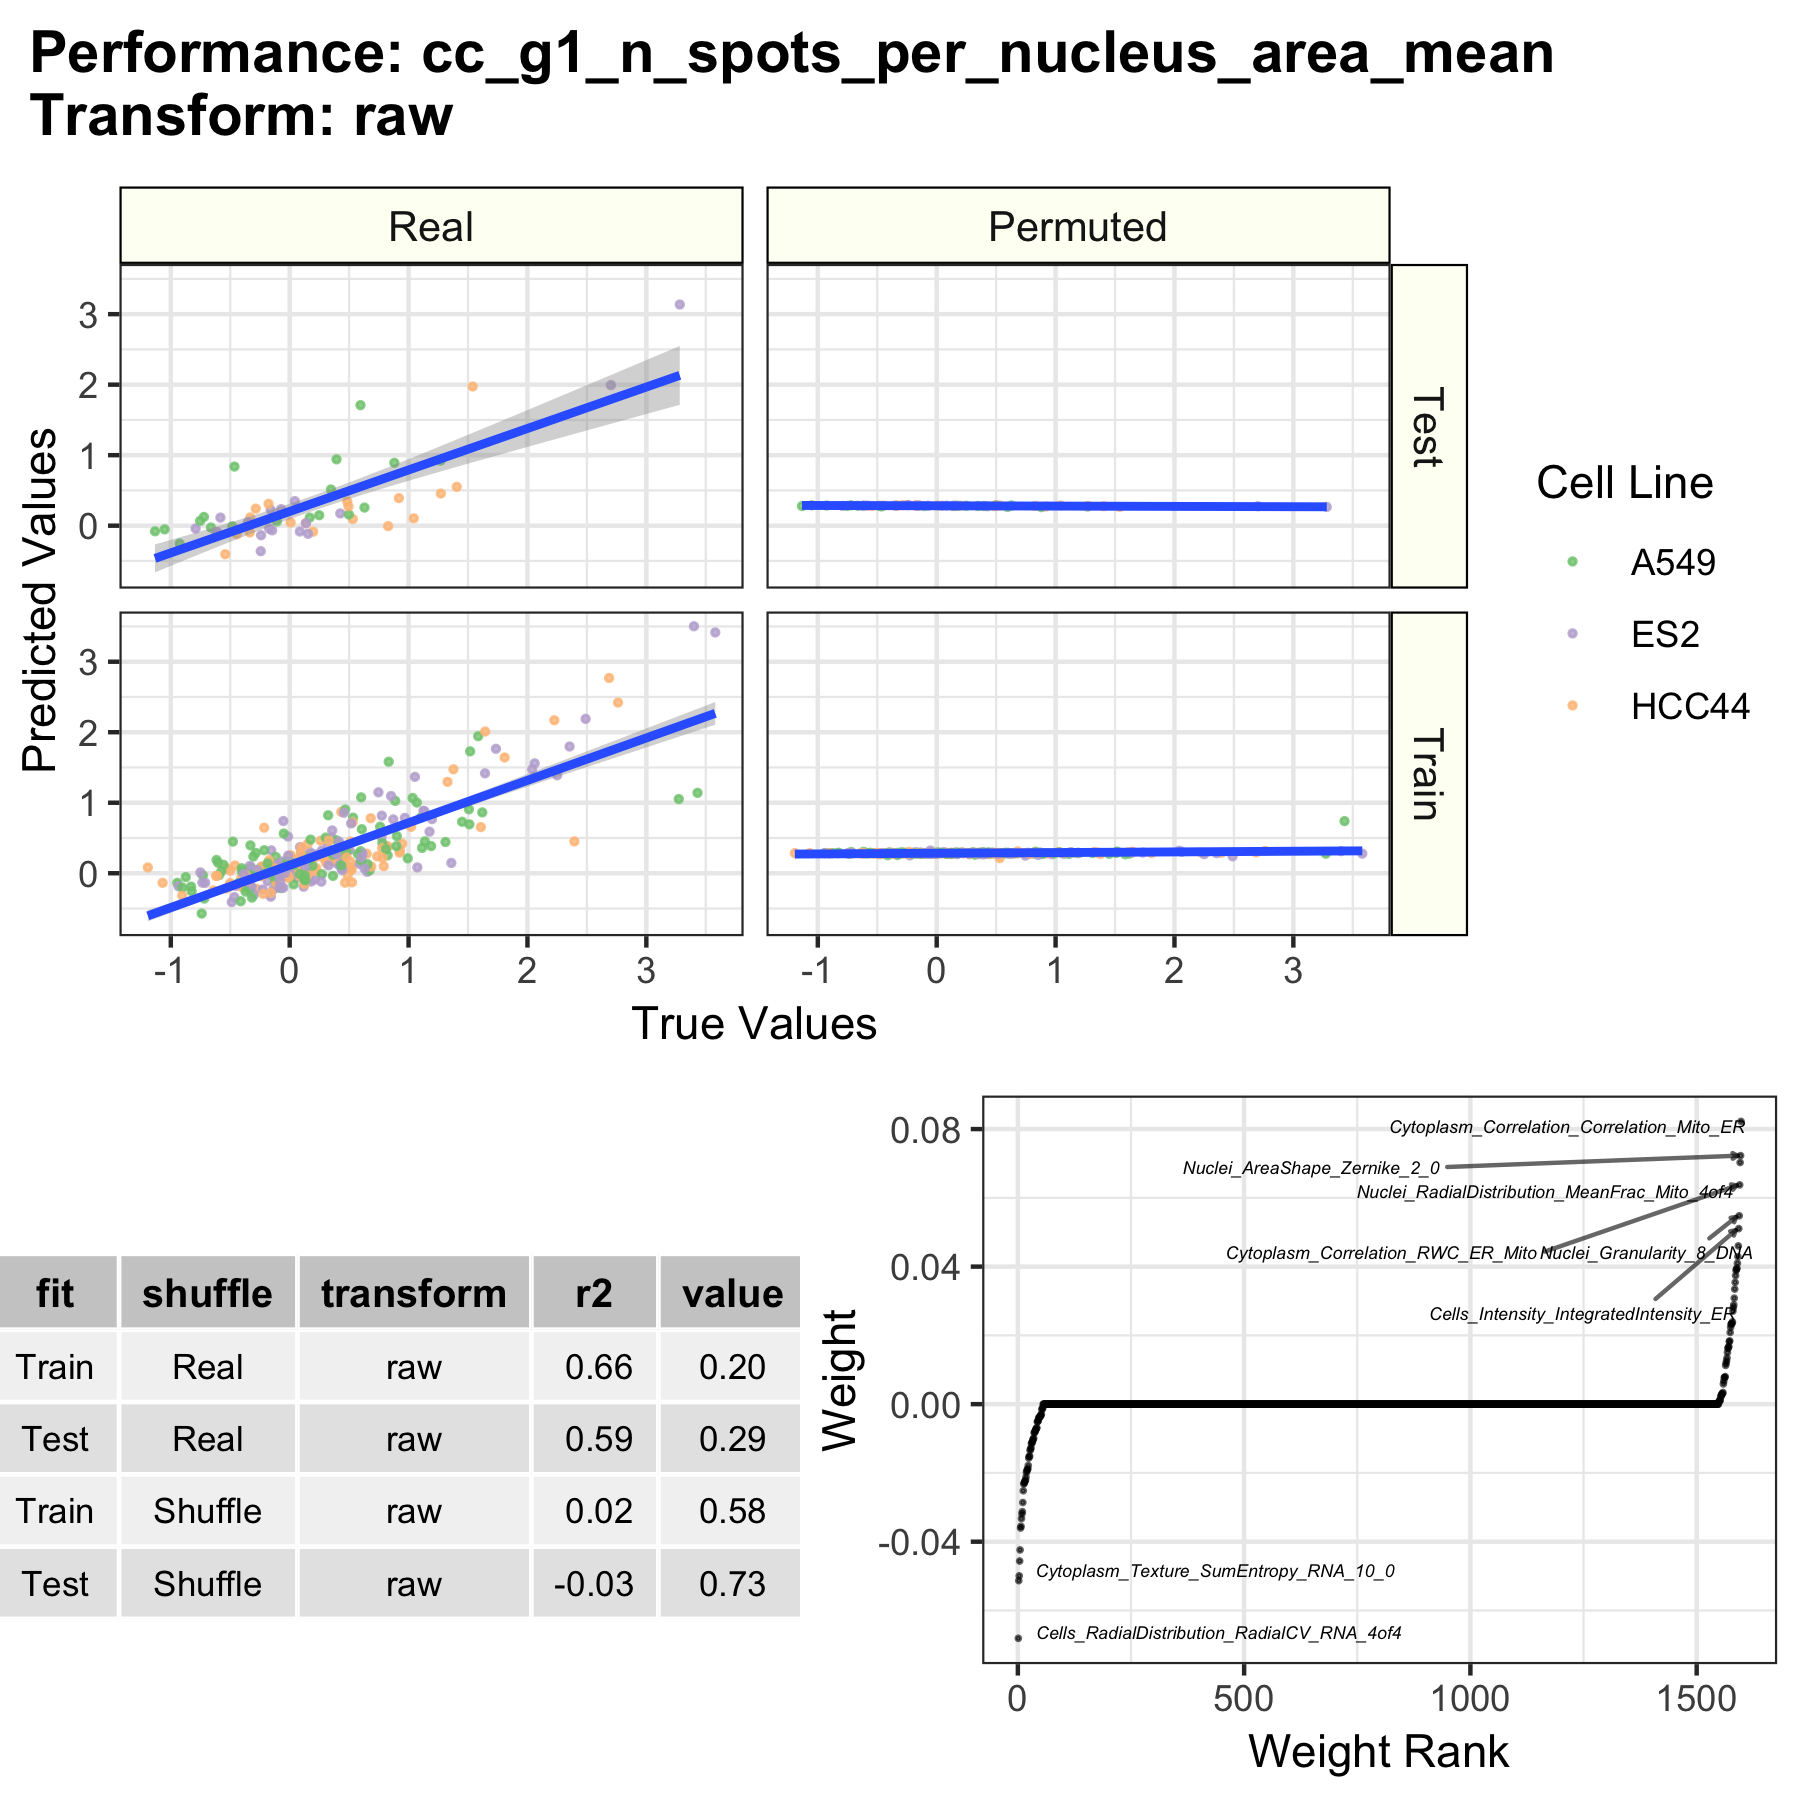 Performance: cc_g1_n_spots_per_nucleus_area_mean
Transform: raw
Real
Permuted
3
2
1
0
Test
3
2
1
0
Train
Predicted Values
-1 0 1 2 3
-1 0 1 2 3
True Values
Cell Line
A549
ES2
HCC44
fit shuffle transform r2 value
Train Real raw 0.66 0.20
Test Real raw 0.59 0.29
Train Shuffle raw 0.02 0.58
Test Shuffle raw -0.03 0.73
Weight
0.08
0.04
0.00
-0.04
Cytoplasm_Correlation_Correlation_Mito_ER
Nuclei_AreaShape_Zernike_2_0
Nuclei_RadialDistribution_MeanFrac_Mito_4of4
Cytoplasm_Correlation_RWC_ER_Mito
Nuclei_Granularity_8_DNA
Cells_Intensity_IntegratedIntensity_ER
Cytoplasm_Texture_SumEntropy_RNA_10_0
Cells_RadialDistribution_RadialCV_RNA_4of4
0 500 1000 1500
Weight Rank